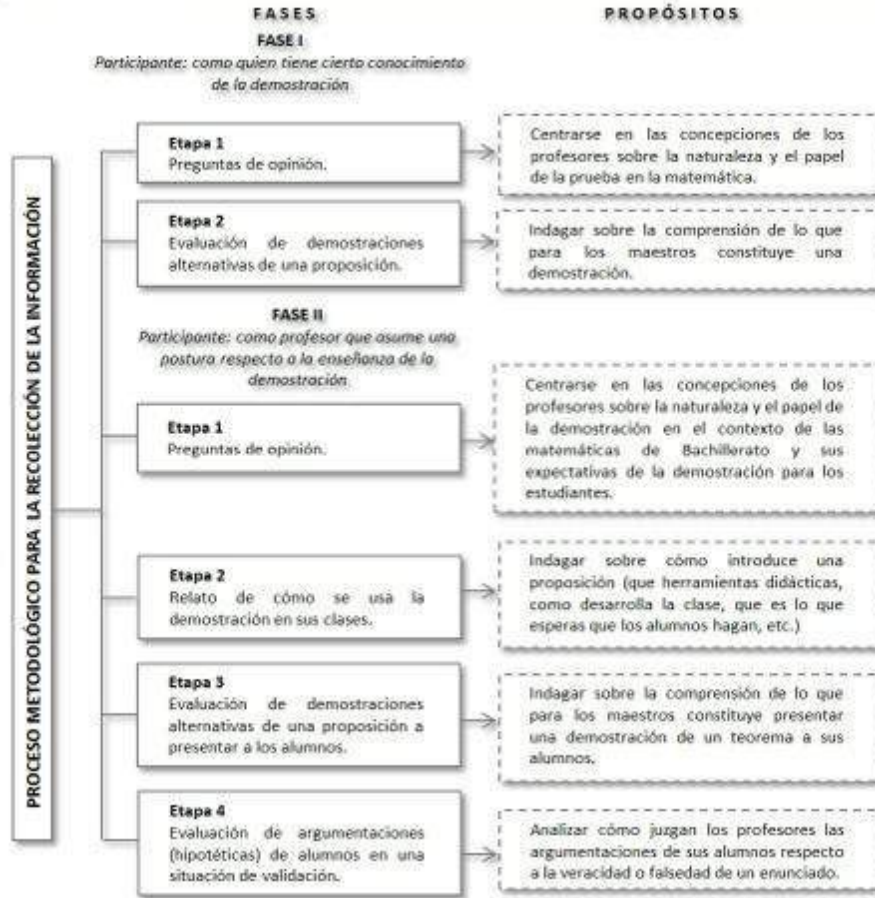 FASES
PROPÓSITOS
FASE I
Participante: como quien tiene cierto conocimiento
de la demostración
PROCESO METODOLÓGICO PARA LA RECOLECCIÓN DE LA INFORMACIÓN
Etapa 1
Preguntas de opinión.
Centrarse en las concepciones de los
profesores sobre la naturaleza y el papel
de la prueba en la matemática.
Etapa 2
Evaluación de demostraciones
alternativas de una proposición.
Indagar sobre la comprensión de lo que
para los maestros constituye una
demostración.
FASE II
Participante: como profesor que asume una
postura respecto a la enseñanza de la
demostración
Etapa 1
Preguntas de opinión.
Centrarse en las concepciones de los
profesores sobre la naturaleza y el papel de
la demostración en el contexto de las
matemáticas de Bachillerato y sus
expectativas de la demostración para los
estudiantes.
Etapa 2
Relato de cómo se usa la
demostración en sus clases.
Indagar sobre cómo introduce una
proposición (que herramientas didácticas,
como desarrolla la clase, que es lo que
esperas que los alumnos hagan, etc.)
Etapa 3
Evaluación de demostraciones
alternativas de una proposición a
presentar a los alumnos.
Indagar sobre la comprensión de lo que
para los maestros constituye presentar
una demostración de un teorema a sus
alumnos.
Etapa 4
Evaluación de argumentaciones
(hipotéticas) de alumnos en una
situación de validación.
Analizar cómo juzgan los profesores las
argumentaciones de sus alumnos respecto
a la veracidad o falsedad de un enunciado.